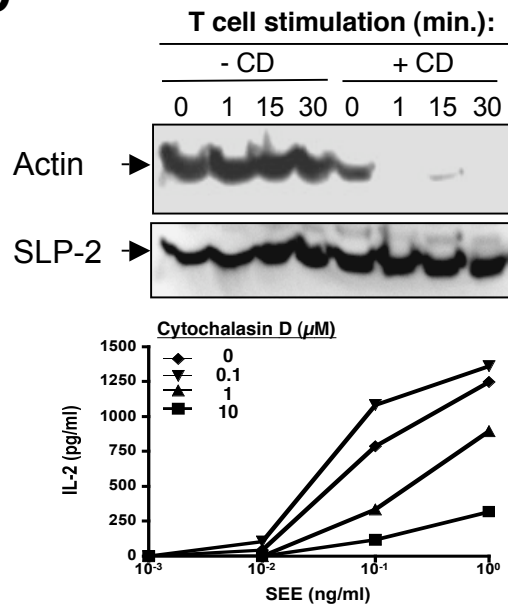 T cell stimulation (min.):
- CD + CD
0 1 15 30 0 1 15 30
Actin
SLP-2
Cytochalasin D (µM)
0
0.1
1
10
1500
1250
1000
750
500
250
0
IL-2 (pg/ml)
10-3 10-2 10-1 100
SEE (ng/ml)